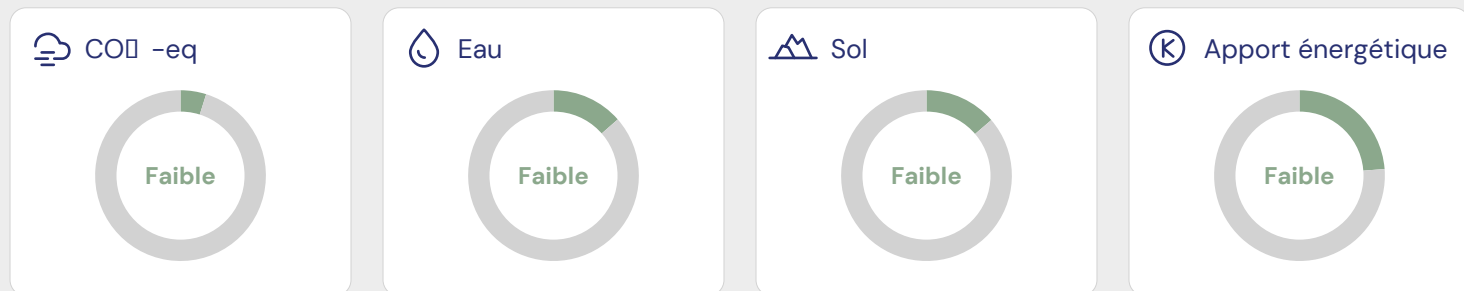 CO▯ -eq
Eau
Sol
Apport énergétique
Faible
Faible
Faible
Faible